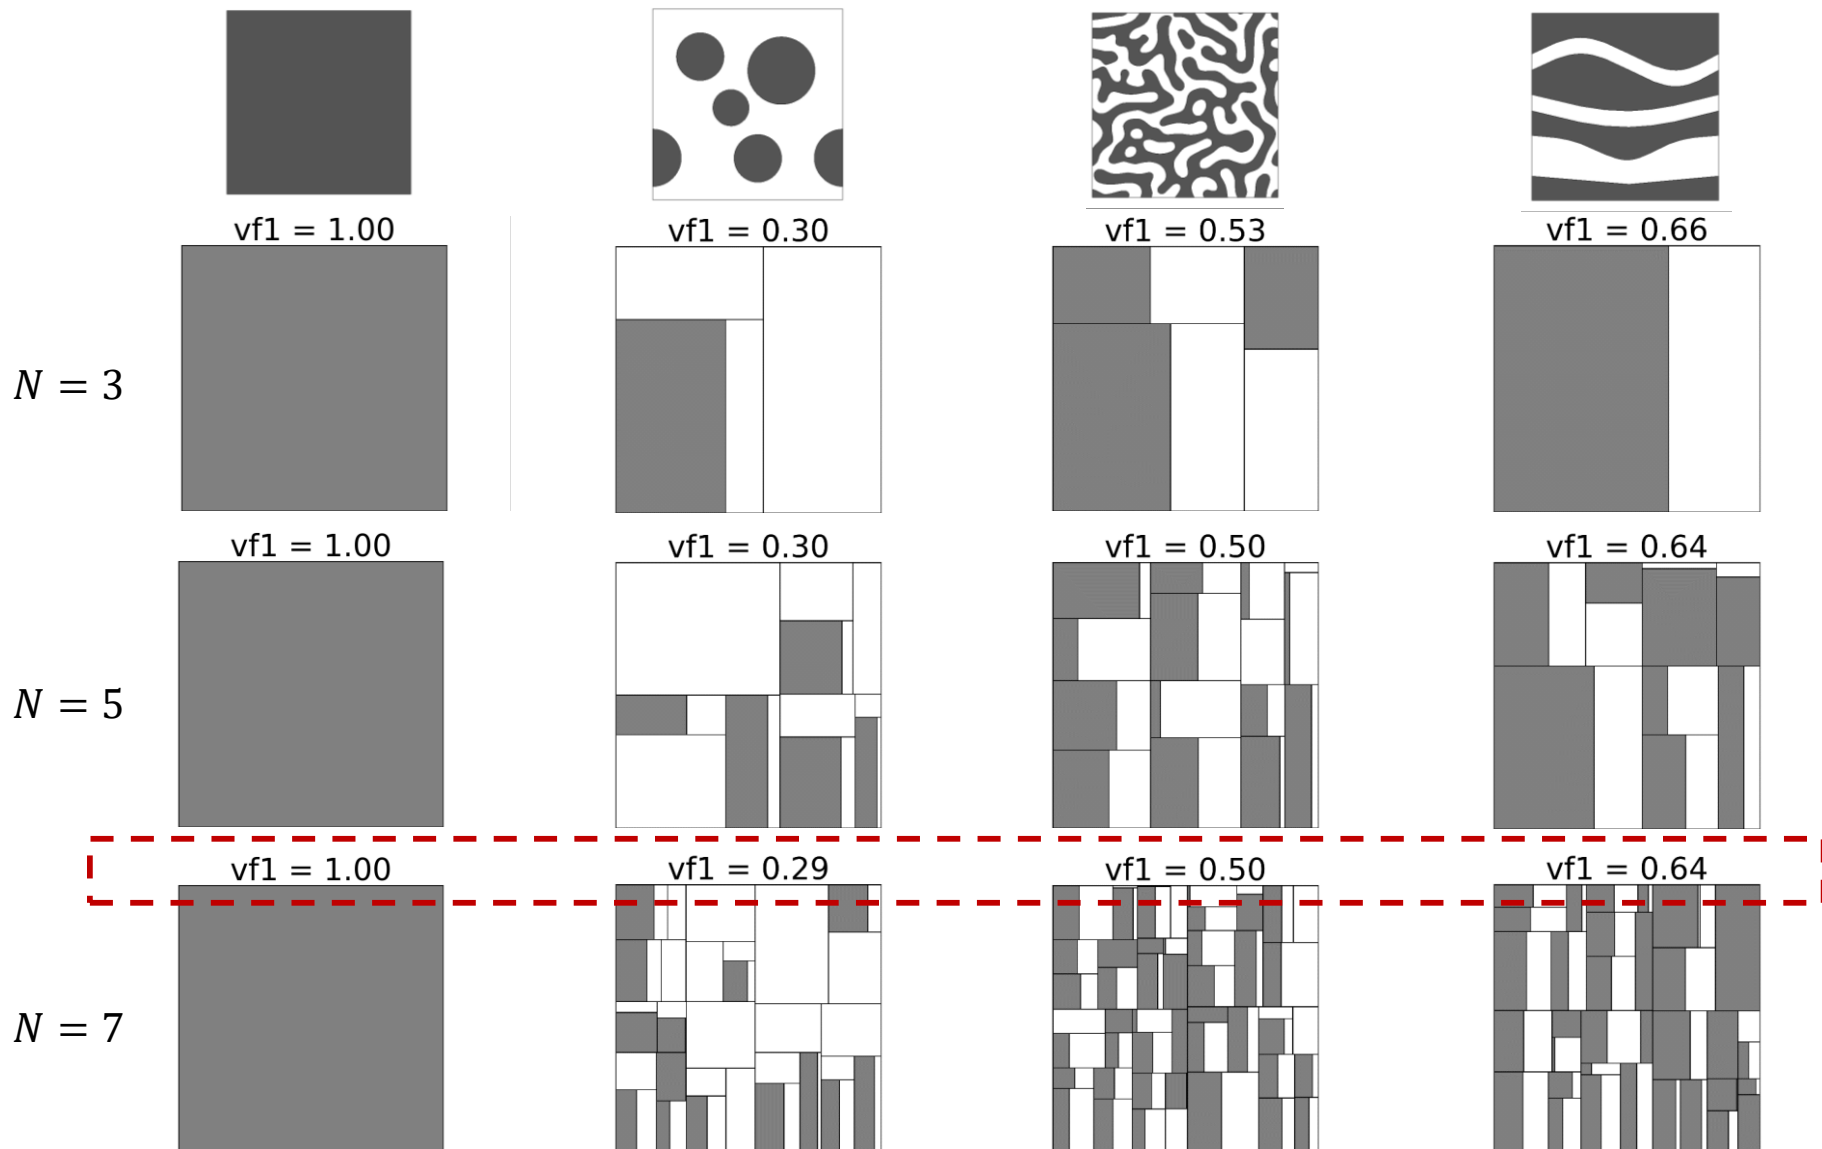 vf1 = 1.00 vf1 = 0.30 vf1 = 0.53 vf1 = 0.66
N = 3
vf1 = 1.00 vf1 = 0.30 vf1 = 0.50 vf1 = 0.64
N = 5
vf1 = 1.00 vf1 = 0.29 vf1 = 0.50 vf1 = 0.64
N = 7